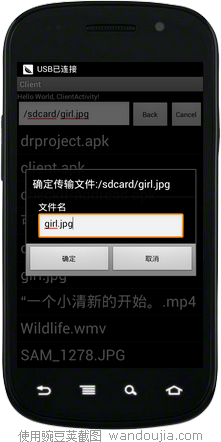 USB已连接
Client
Hello World, ClientActivity!
/sdcard/girl.jpg
Back
Cancel
drproject.apk
client.apk
确定传输文件:/sdcard/girl.jpg
文件名
girl.jpg
确定
取消
girl.jpg
“一个小清新的开始。.mp4
Wildlife.wmv
SAM_1278.JPG
使用豌豆荚截图 wandoujia.com